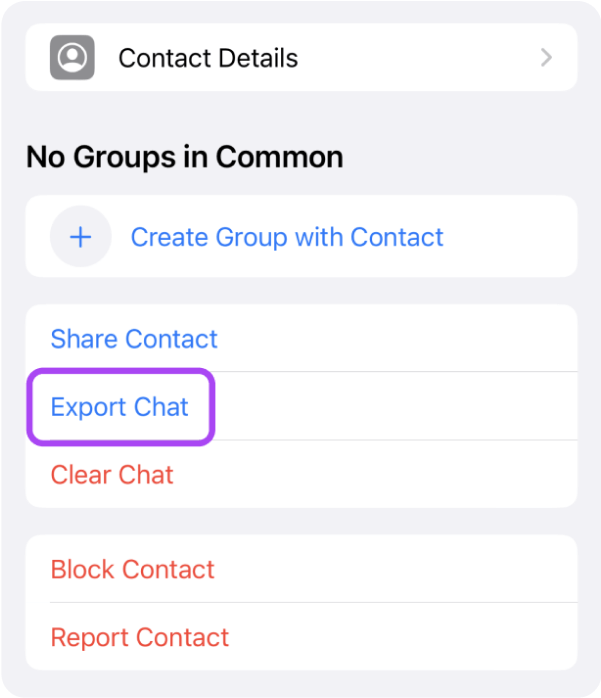 Contact Details
No Groups in Common
Create Group with Contact
Share Contact
Export Chat
Clear Chat
Block Contact
Report Contact